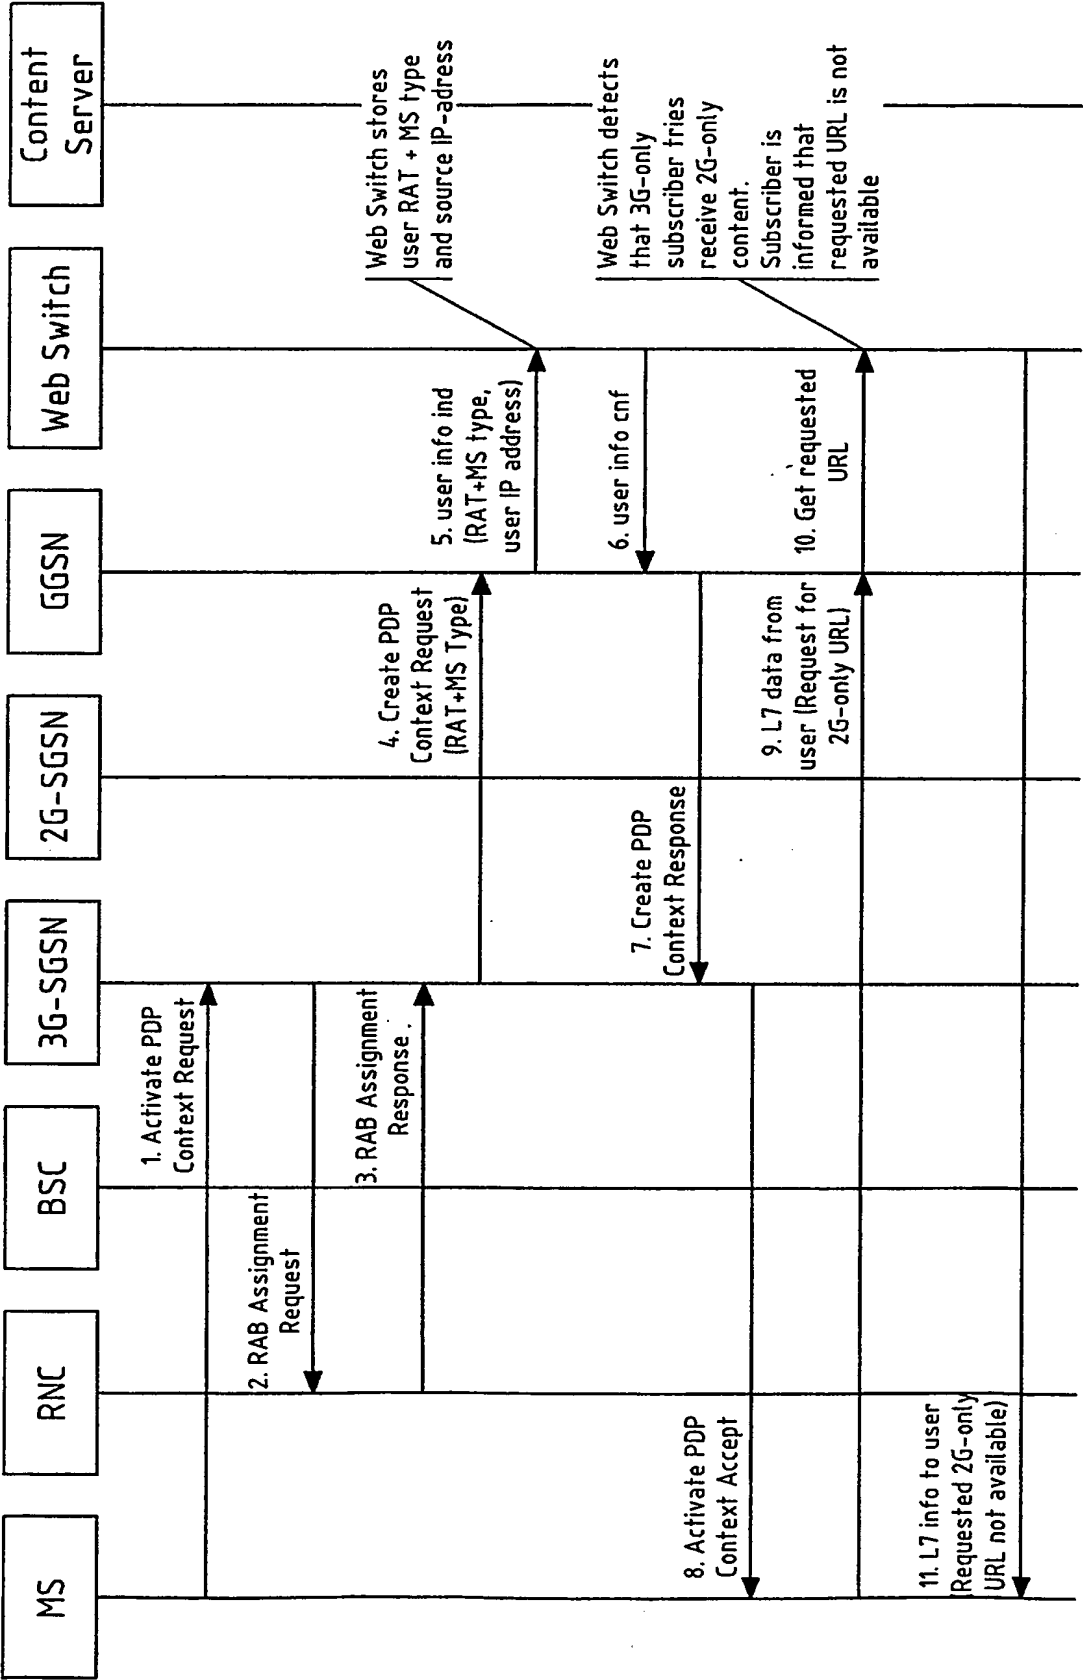 MS
RNC
BSC
3G-SGSN
2G-SGSN
GGSN
Web Switch
Content
Server
1. Activate PDP
Context Request
2. RAB Assignment
Request
3. RAB Assignment
Response
4. Create PDP
Context Request
(RAT+MS Type)
5. user info ind
(RAT+MS type,
user IP address)
Web Switch stores
user RAT + MS type
and source IP-adress
6. user info cnf
7. Create PDP
Context Response
8. Activate PDP
Context Accept
9. L7 data from
user (Request for
2G-only URL)
10. Get requested
URL
Web Switch detects
that 3G-only
subscriber tries
receive 2G-only
content.
Subscriber is
informed that
requested URL is not
available
11. L7 info to user
(Requested 2G-only
URL not available)